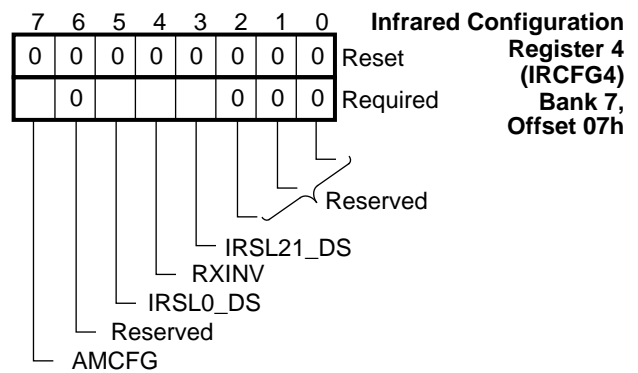 7 6 5 4 3 2 1 0
Infrared Configuration
Register 4
(IRCFG4)
Bank 7,
Offset 07h
0 0 0 0 0 0 0 0 Reset
0 0 0 0 Required
Reserved
IRSL21_DS
RXINV
IRSL0_DS
Reserved
AMCFG